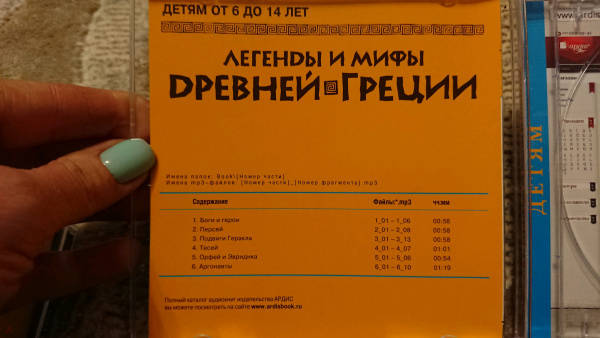 ДЕТЯМ ОТ 6 ДО 14 ЛЕТ
ЛЕГЕНДЫ И МИФЫ
ДРЕВНЕЙ ГРЕЦИИ
Имена папок: Book\[Номер части]
Имена mp3-файлов: [Номер части]_[Номер фрагмента].mp3
Содержание Файлы:*.mp3 чч:мм
1. Боги и герои 1_01 – 1_06 00:56
2. Персей 2_01 – 2_08 00:58
3. Подвиги Геракла 3_01 – 3_13 00:58
4. Тесей 4_01 – 4_07 01:01
5. Орфей и Эвридика 5_01 – 5_06 00:54
6. Аргонавты 6_01 – 6_10 01:19
Полный каталог аудиокниг издательства АРДИС
вы можете посмотреть на сайте www.ardisbook.ru
ДЕТЯМ
www.ardis
ардис